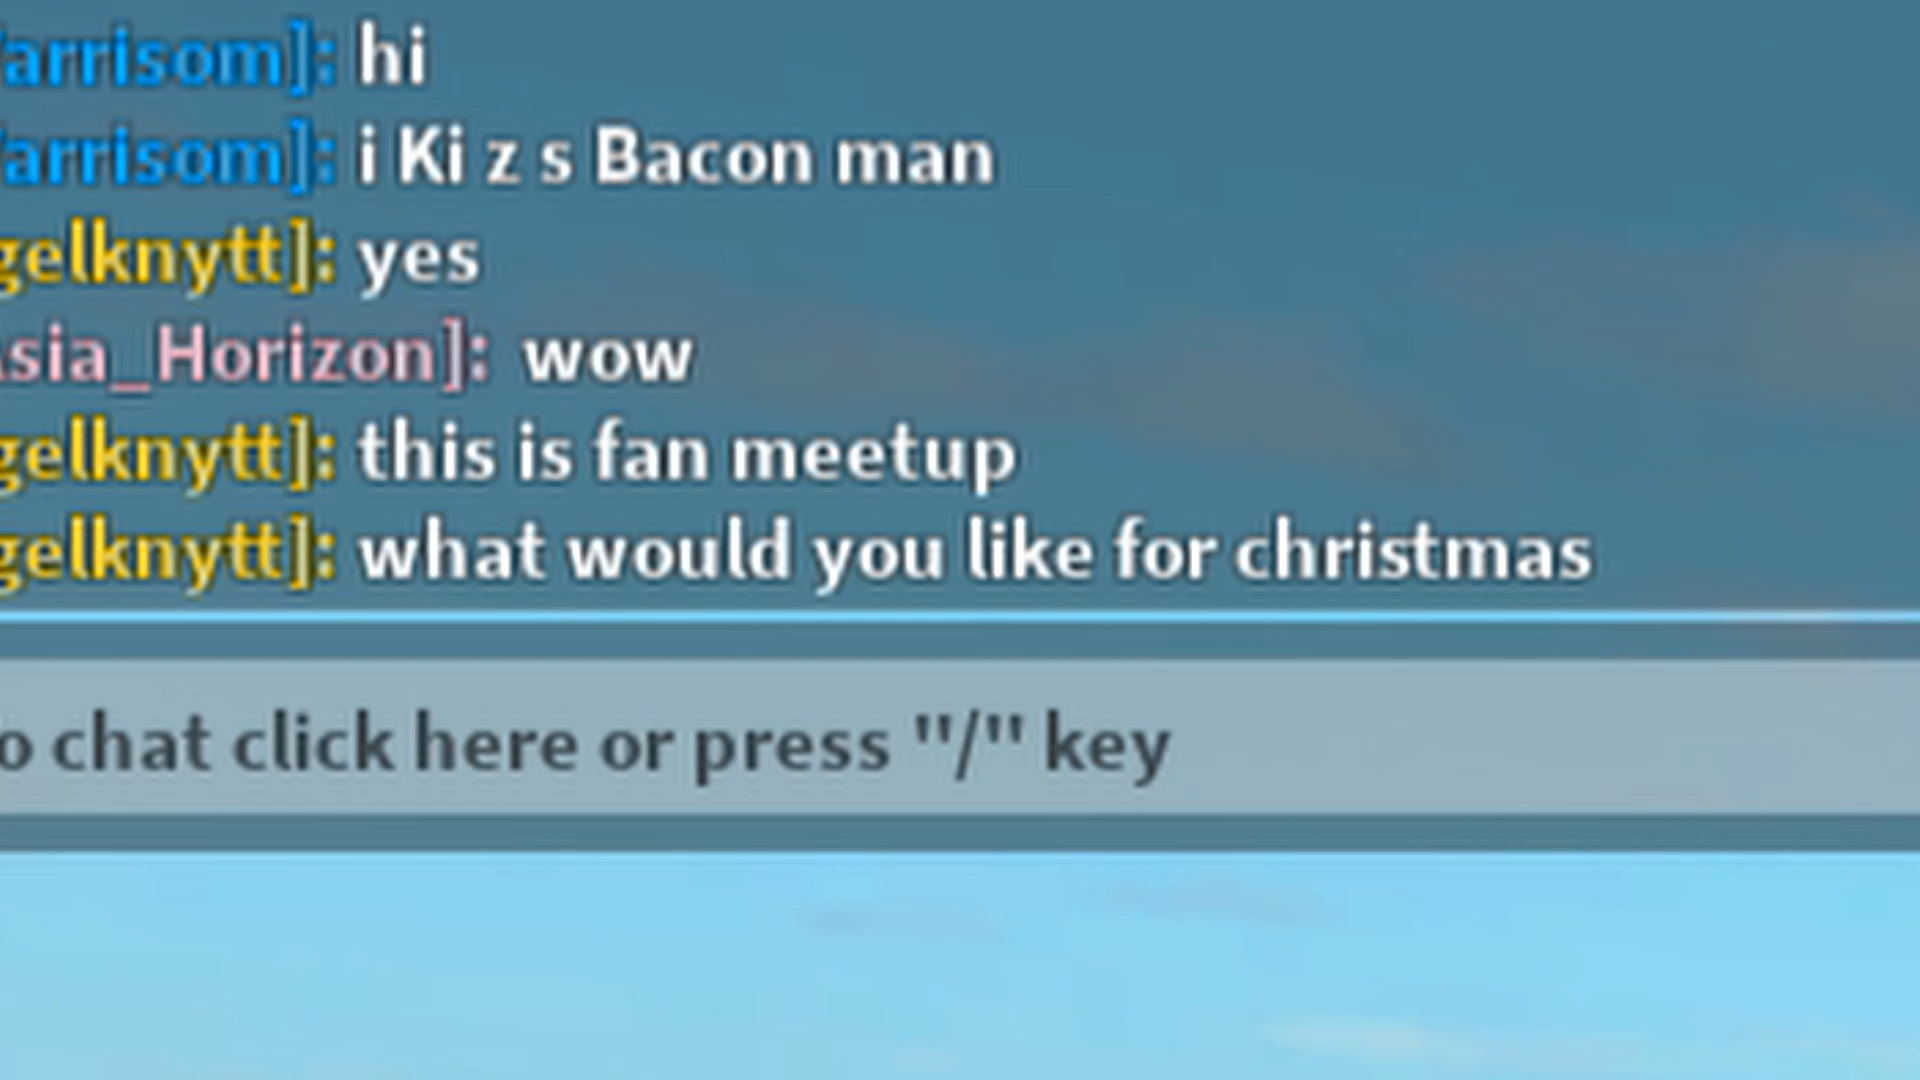 arrisom]: hi
arrisom]: i Ki z s Bacon man
gelknytt]: yes
sia_Horizon]: wow
gelknytt]: this is fan meetup
gelknytt]: what would you like for christmas
o chat click here or press "/" key